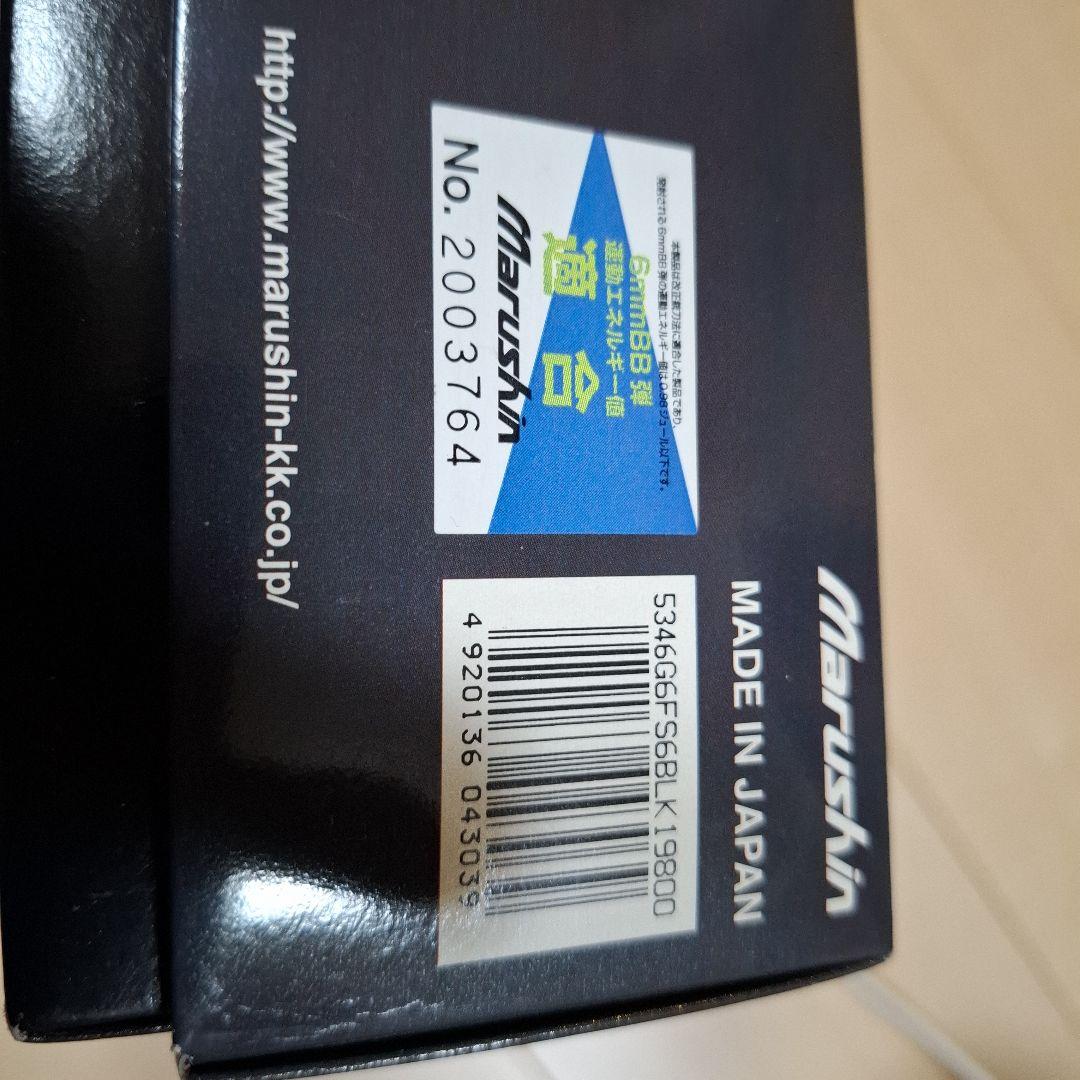 Marushin
MADE IN JAPAN
本製品は改正銃刀法に適合した製品であり、
発射される6mmBB弾の運動エネルギー値は0.98ジュール以下です。
6mmBB弾
運動エネルギー値
適合
Marushin
No. 2003764
5346G6FS6BLK19800
4 920136 043039
http://www.marushin-kk.co.jp/